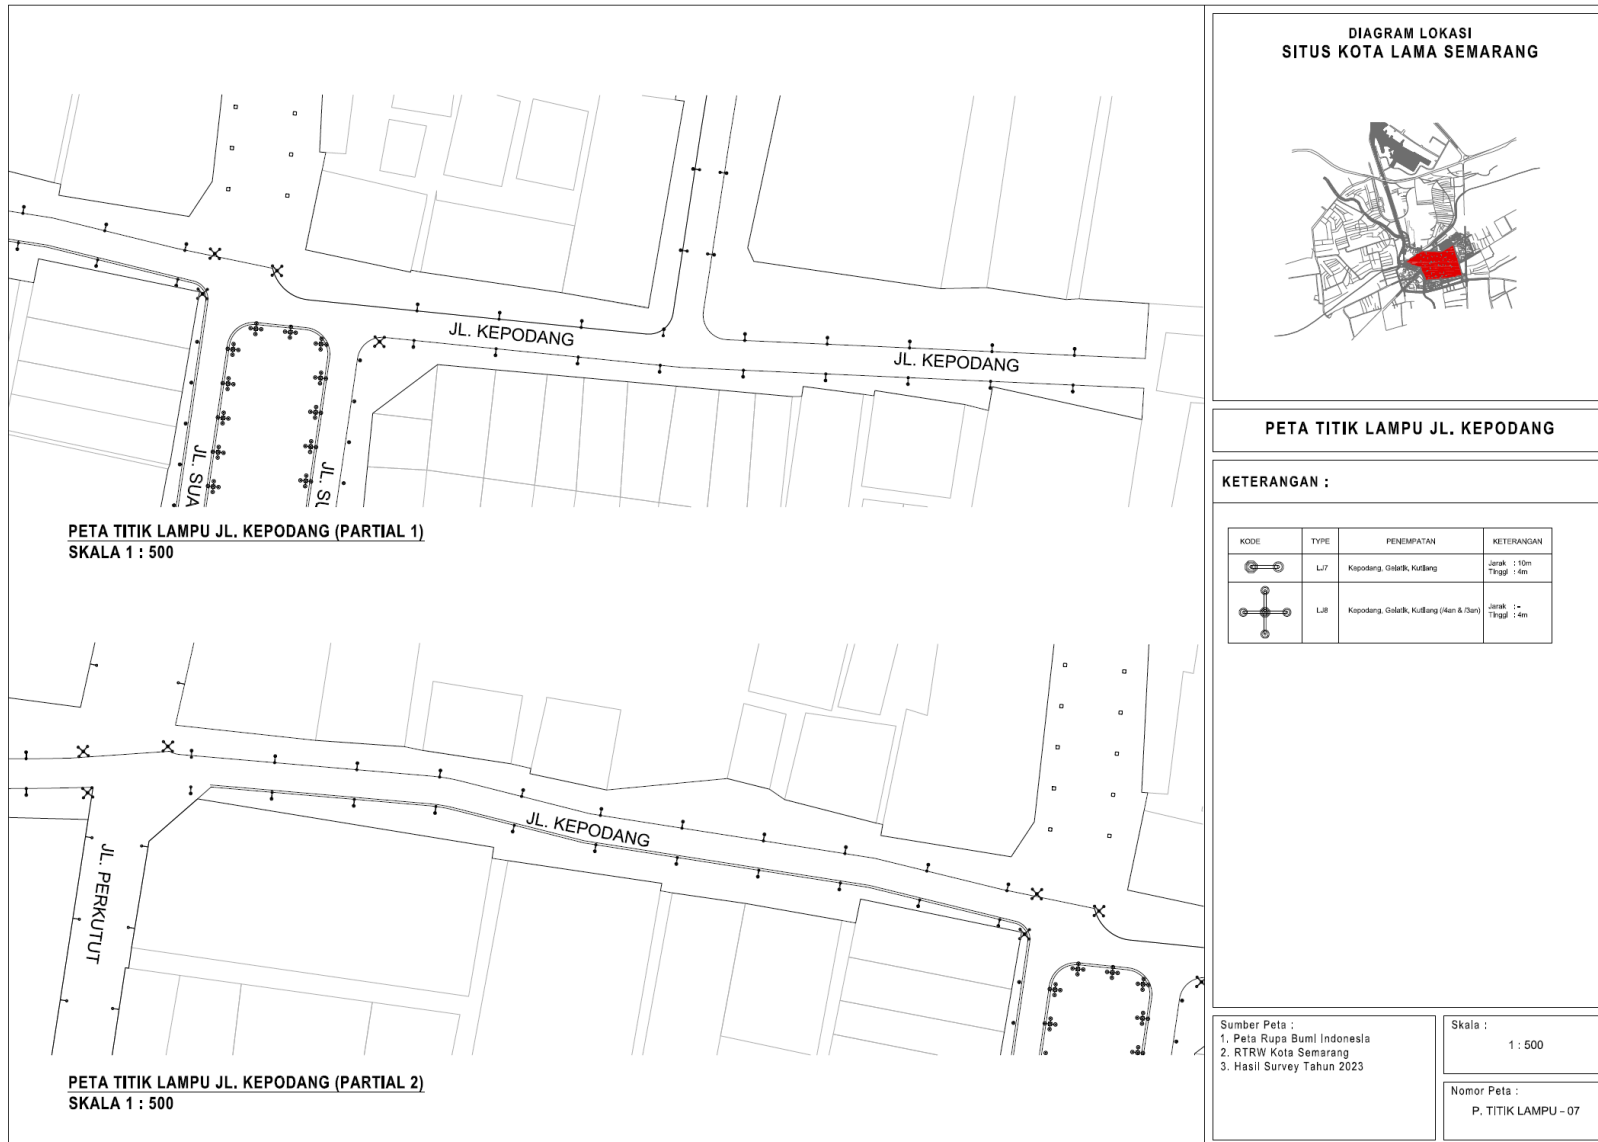 JL. KEPODANG
JL. KEPODANG
JL. SUA
JL. SU
PETA TITIK LAMPU JL. KEPODANG (PARTIAL 1)
SKALA 1 : 500
JL. KEPODANG
JL. PERKUTUT
PETA TITIK LAMPU JL. KEPODANG (PARTIAL 2)
SKALA 1 : 500
DIAGRAM LOKASI
SITUS KOTA LAMA SEMARANG
PETA TITIK LAMPU JL. KEPODANG
KETERANGAN :
KODE TYPE PENEMPATAN KETERANGAN
LJ7 Kepodang, Gelatik, Kutilang Jarak : 10m
Tinggi : 4m
LJ8 Kepodang, Gelatik, Kutilang (/4an & /3an) Jarak : -
Tinggi : 4m
Sumber Peta :
1. Peta Rupa Bumi Indonesia
2. RTRW Kota Semarang
3. Hasil Survey Tahun 2023
Skala :
1 : 500
Nomor Peta :
P. TITIK LAMPU - 07